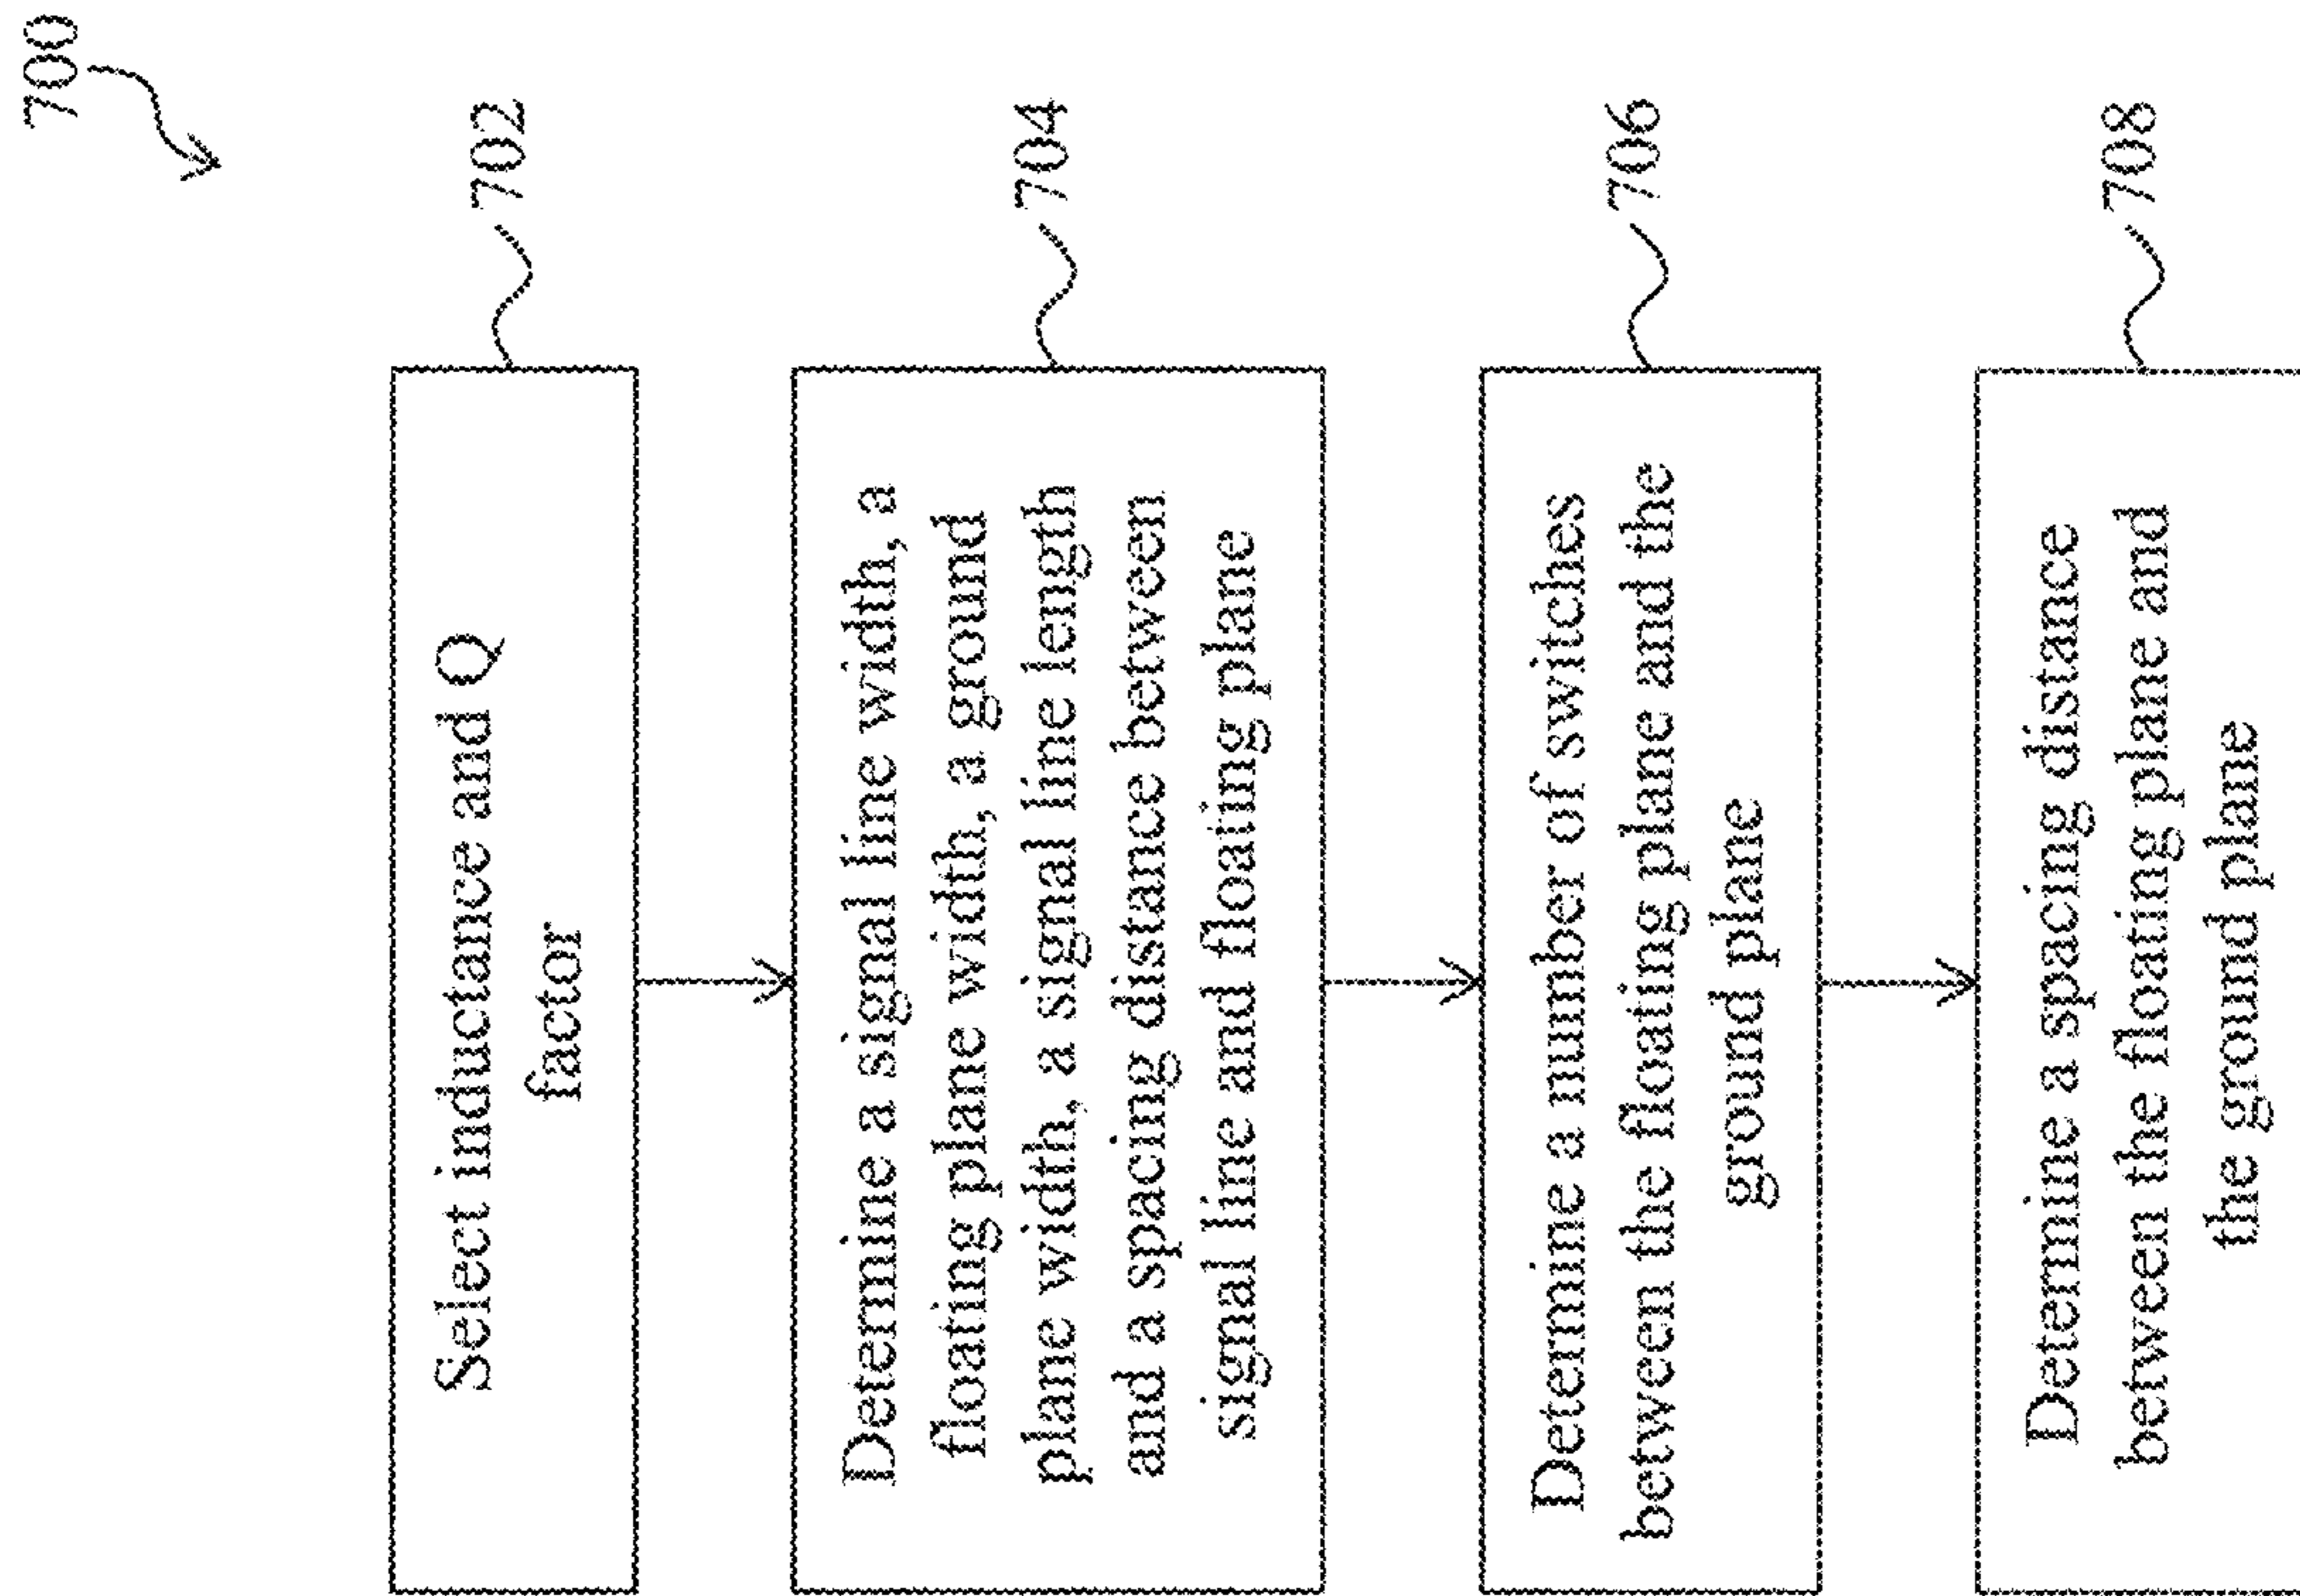 700
Select inductance and Q
factor
702
Determine a signal line width, a
floating plane width, a ground
plane width, a signal line length
and a spacing distance between
signal line and floating plane
704
Determine a number of switches
between the floating plane and the
ground plane
706
Determine a spacing distance
between the floating plane and
the ground plane
708